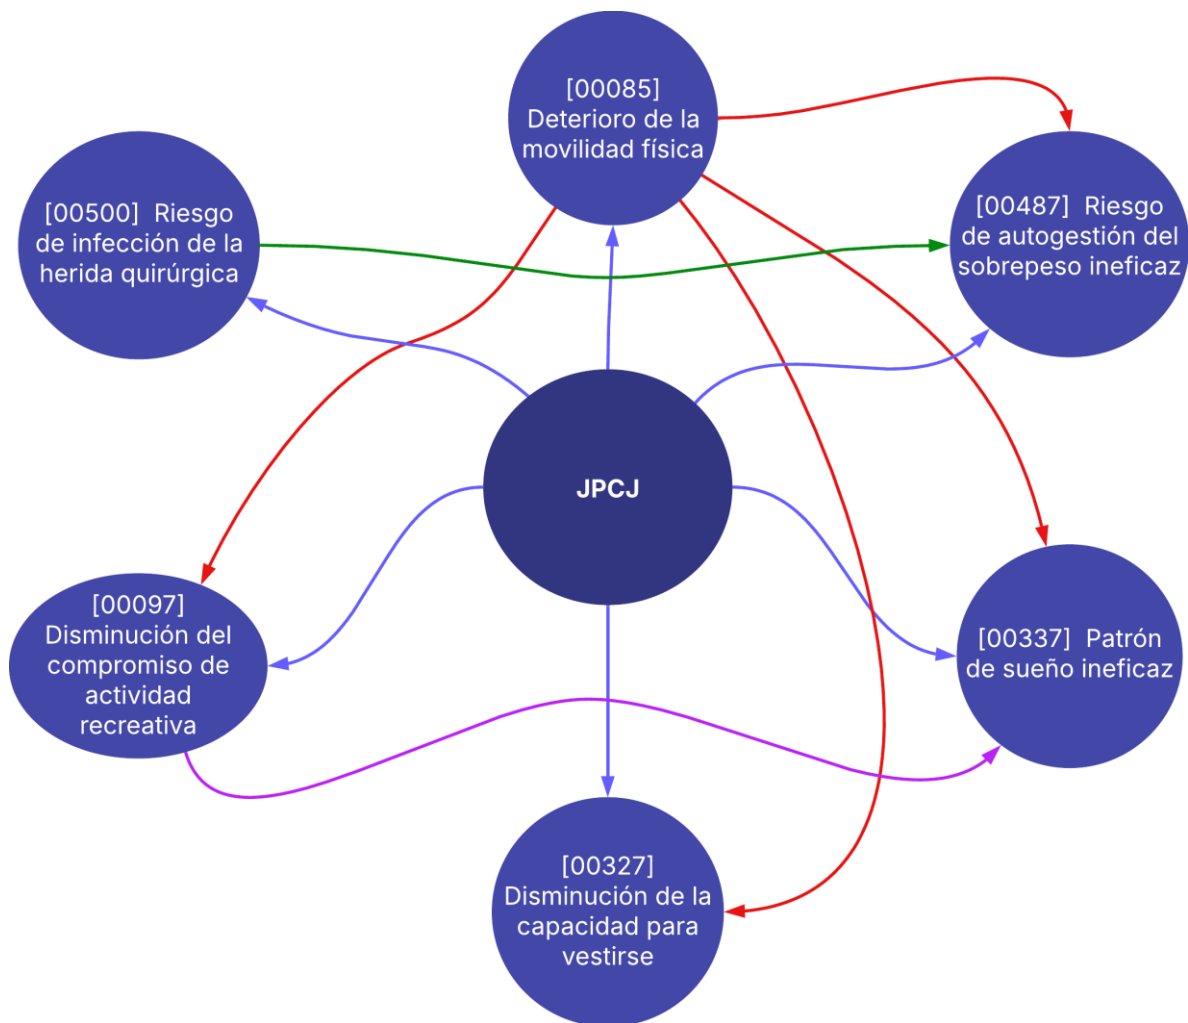 [00085]
Deterioro de la
movilidad física
[00500] Riesgo
de infección de la
herida quirúrgica
[00487] Riesgo
de autogestión del
sobrepeso ineficaz
JPCJ
[00097]
Disminución del
compromiso de
actividad
recreativa
[00337] Patrón
de sueño ineficaz
[00327]
Disminución de la
capacidad para
vestirse